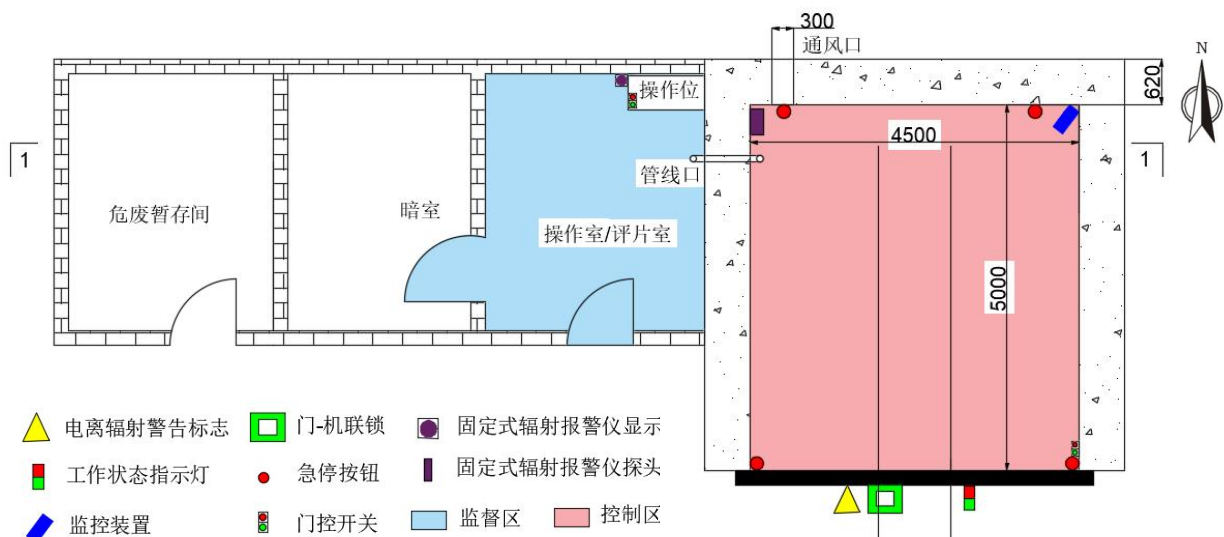 300
通风口
N
620
操作位
4500
1
1
管线口
危废暂存间
暗室
操作室/评片室
5000
电离辐射警告标志
门-机联锁
固定式辐射报警仪显示
工作状态指示灯
急停按钮
固定式辐射报警仪探头
监控装置
门控开关
监督区
控制区